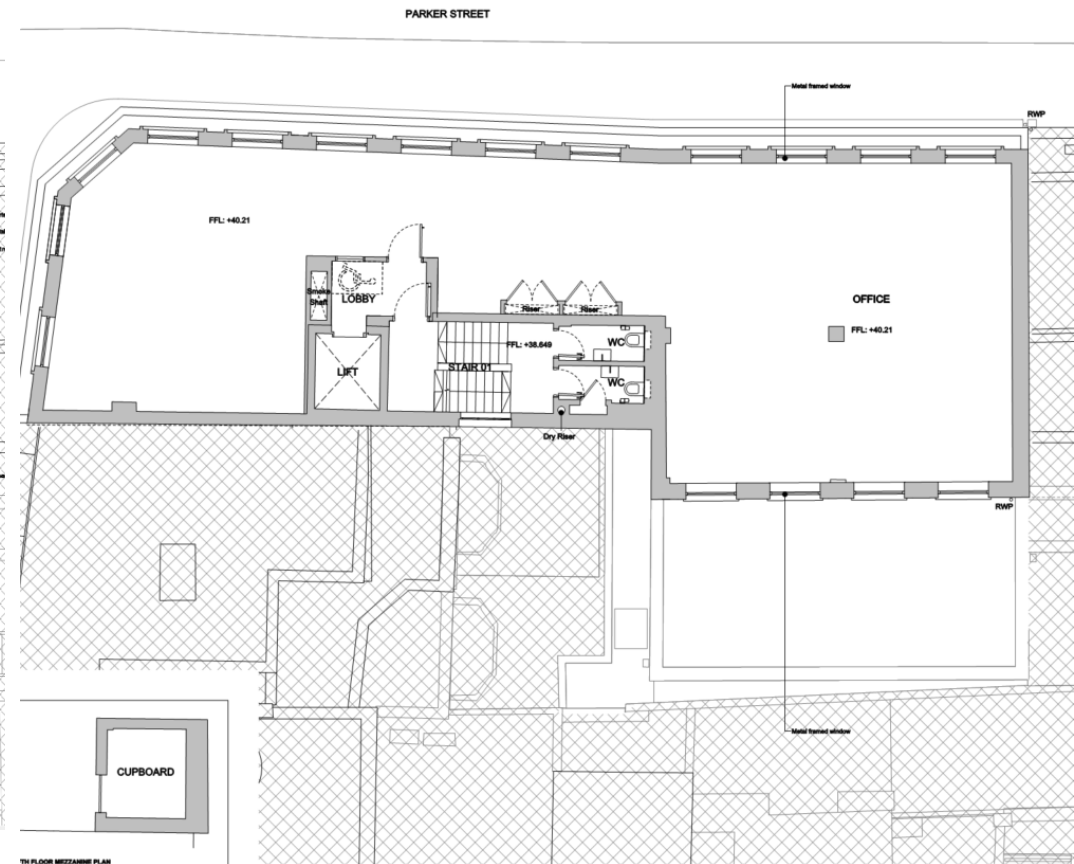 PARKER STREET
Metal framed window
RWP
FFL: +40.21
Smoke
Shaft
LOBBY
Riser
Riser
OFFICE
FFL: +40.21
FFL: +38.649
WC
STAIR 01
LIFT
WC
Dry Riser
RWP
Metal framed window
CUPBOARD
TH FLOOR MEZZANINE PLAN